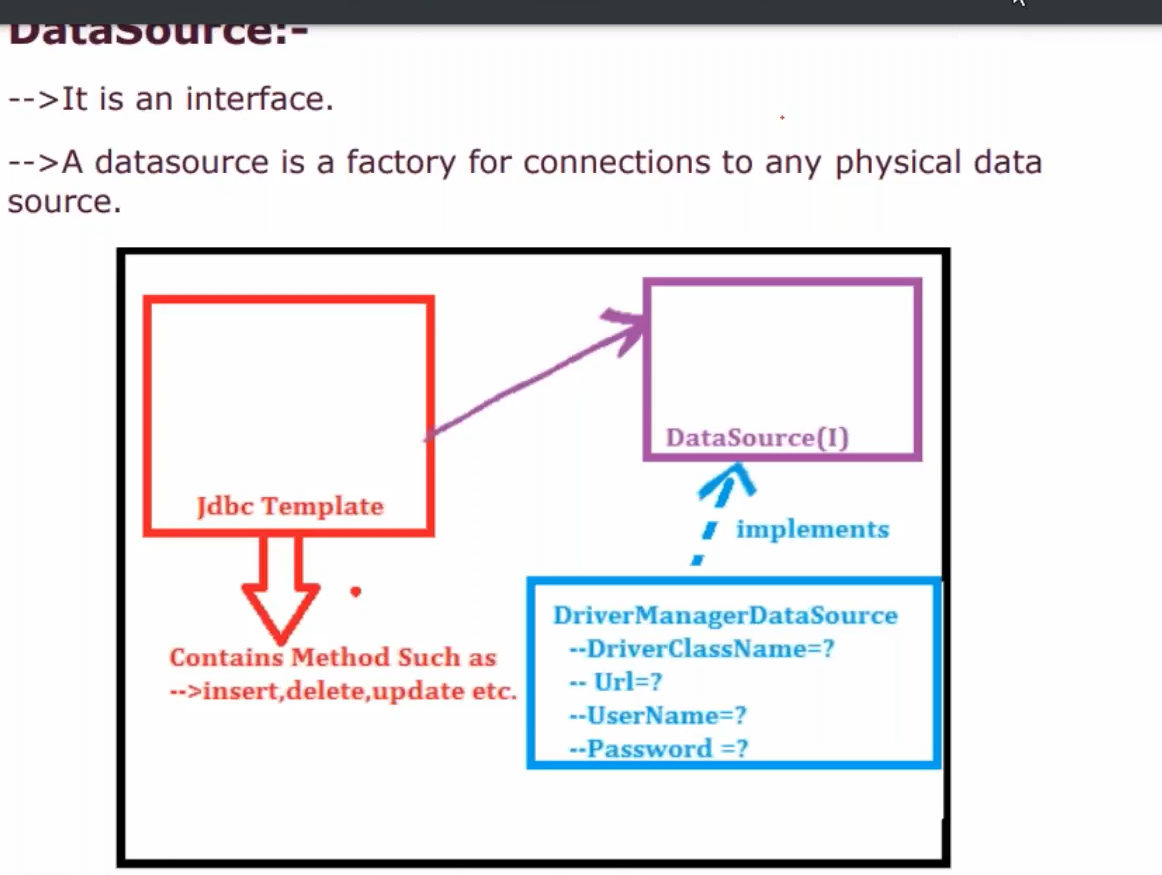 DataSource:-
-->It is an interface.
-->A datasource is a factory for connections to any physical data
source.
DataSource(I)
Jdbc Template
implements
Contains Method Such as
-->insert,delete,update etc.
DriverManagerDataSource
--DriverClassName=?
-- Url=?
--UserName=?
--Password =?